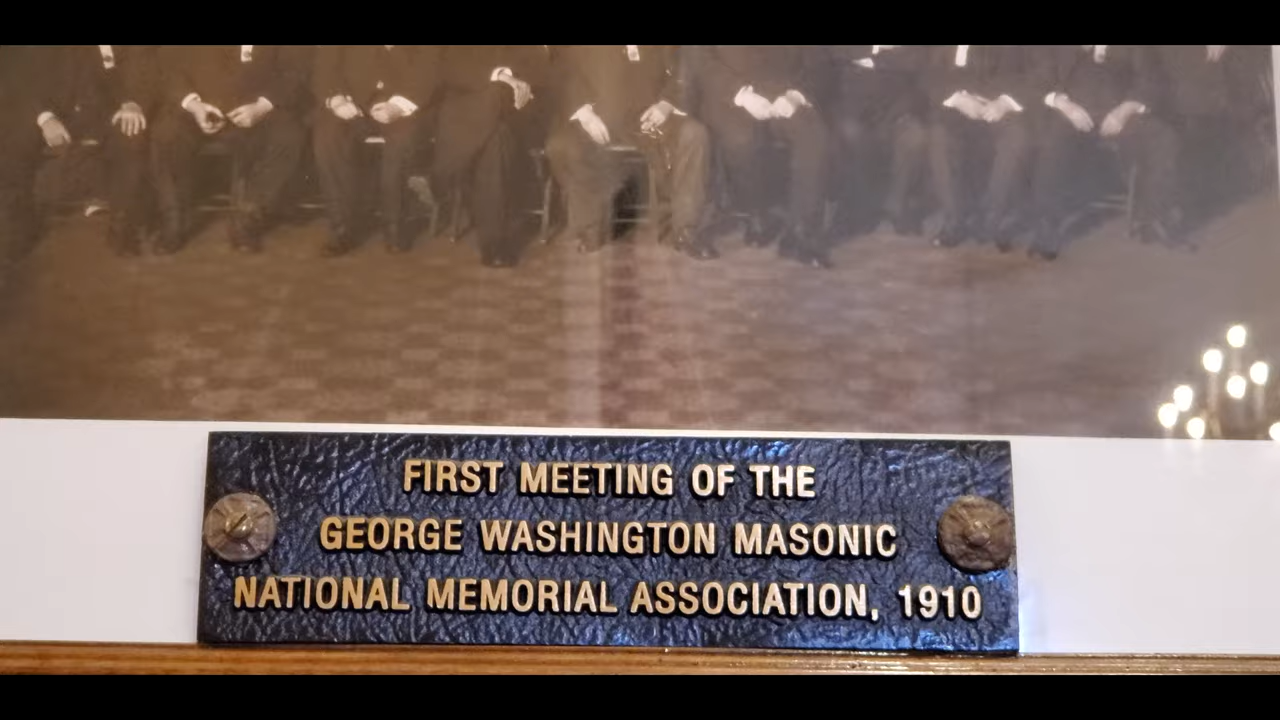 FIRST MEETING OF THE
GEORGE WASHINGTON MASONIC
NATIONAL MEMORIAL ASSOCIATION, 1910